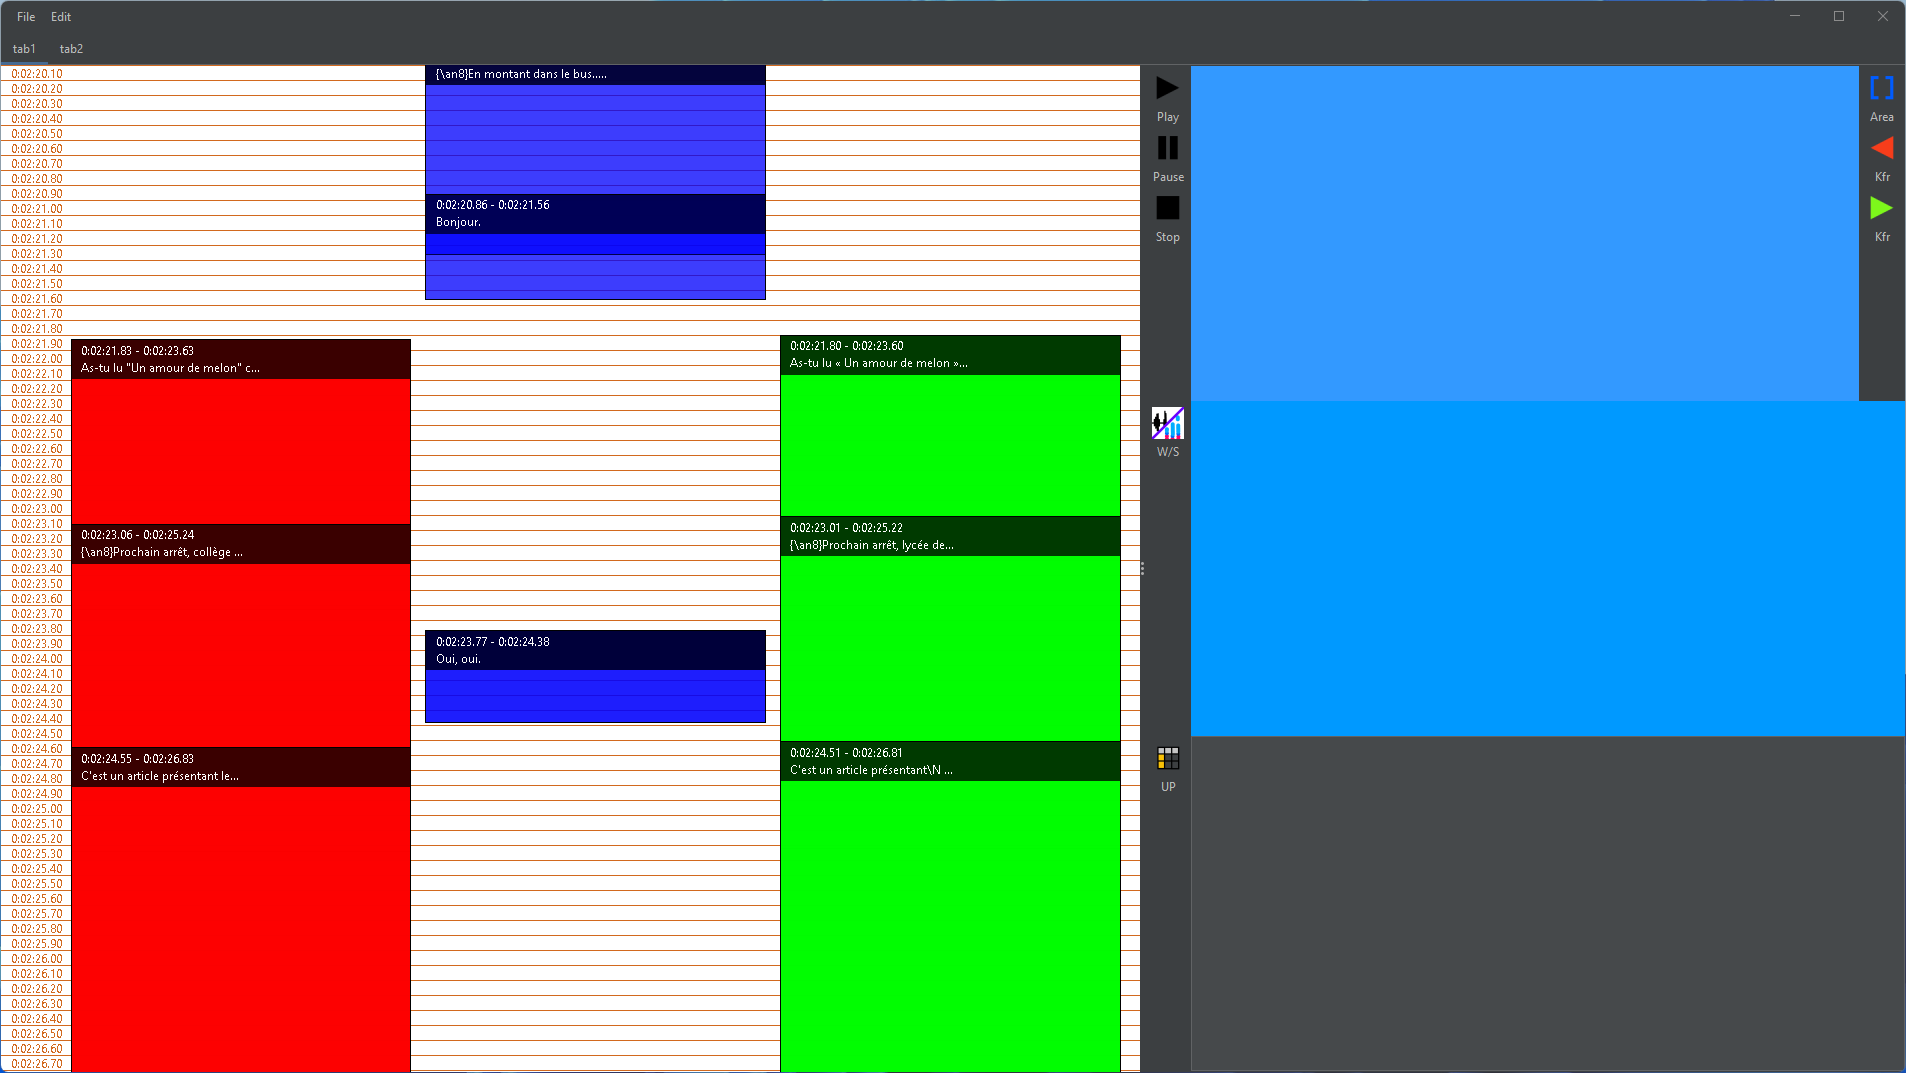 File Edit
tab1 tab2
0:02:20.10
0:02:20.20
0:02:20.30
0:02:20.40
0:02:20.50
0:02:20.60
0:02:20.70
0:02:20.80
0:02:20.90
0:02:21.00
0:02:21.10
0:02:21.20
0:02:21.30
0:02:21.40
0:02:21.50
0:02:21.60
0:02:21.70
0:02:21.80
0:02:21.90
0:02:22.00
0:02:22.10
0:02:22.20
0:02:22.30
0:02:22.40
0:02:22.50
0:02:22.60
0:02:22.70
0:02:22.80
0:02:22.90
0:02:23.00
0:02:23.10
0:02:23.20
0:02:23.30
0:02:23.40
0:02:23.50
0:02:23.60
0:02:23.70
0:02:23.80
0:02:23.90
0:02:24.00
0:02:24.10
0:02:24.20
0:02:24.30
0:02:24.40
0:02:24.50
0:02:24.60
0:02:24.70
0:02:24.80
0:02:24.90
0:02:25.00
0:02:25.10
0:02:25.20
0:02:25.30
0:02:25.40
0:02:25.50
0:02:25.60
0:02:25.70
0:02:25.80
0:02:25.90
0:02:26.00
0:02:26.10
0:02:26.20
0:02:26.30
0:02:26.40
0:02:26.50
0:02:26.60
0:02:26.70
0:02:21.83 - 0:02:23.63
As-tu lu "Un amour de melon" c...
0:02:23.06 - 0:02:25.24
{\an8}Prochain arrêt, collège ...
0:02:24.55 - 0:02:26.83
C'est un article présentant le...
{\an8}En montant dans le bus.....
0:02:20.86 - 0:02:21.56
Bonjour.
0:02:23.77 - 0:02:24.38
Oui, oui.
0:02:21.80 - 0:02:23.60
As-tu lu « Un amour de melon »...
0:02:23.01 - 0:02:25.22
{\an8}Prochain arrêt, lycée de...
0:02:24.51 - 0:02:26.81
C'est un article présentant\N ...
Play
Pause
Stop
W/S
UP
Area
Kfr
Kfr